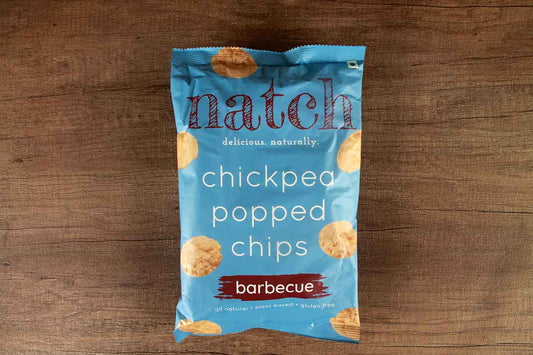 natch
delicious. naturally.
chickpea
popped
chips
barbecue
all natural • plant based • gluten free